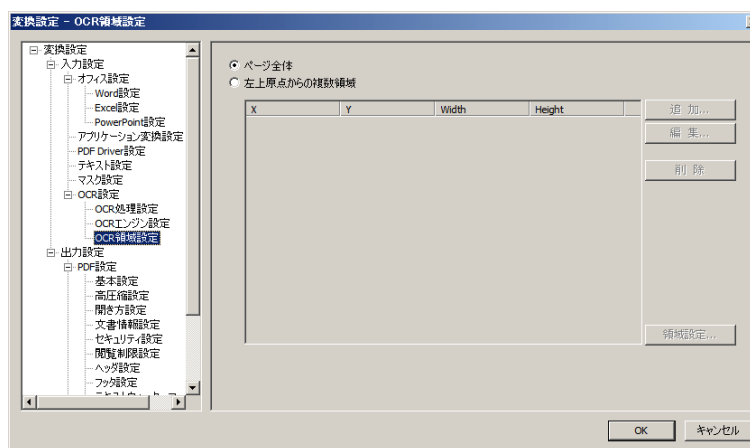 変換設定 - OCR領域設定
変換設定
入力設定
オフィス設定
Word設定
Excel設定
PowerPoint設定
アプリケーション変換設定
PDF Driver設定
テキスト設定
マスク設定
OCR設定
OCR処理設定
OCRエンジン設定
OCR領域設定
出力設定
PDF設定
基本設定
高圧縮設定
開き方設定
文書情報設定
セキュリティ設定
閲覧制限設定
ヘッダ設定
フッタ設定
ページ全体
左上原点からの複数領域
X Y Width Height
追 加...
編 集...
削 除
領域設定...
OK キャンセル